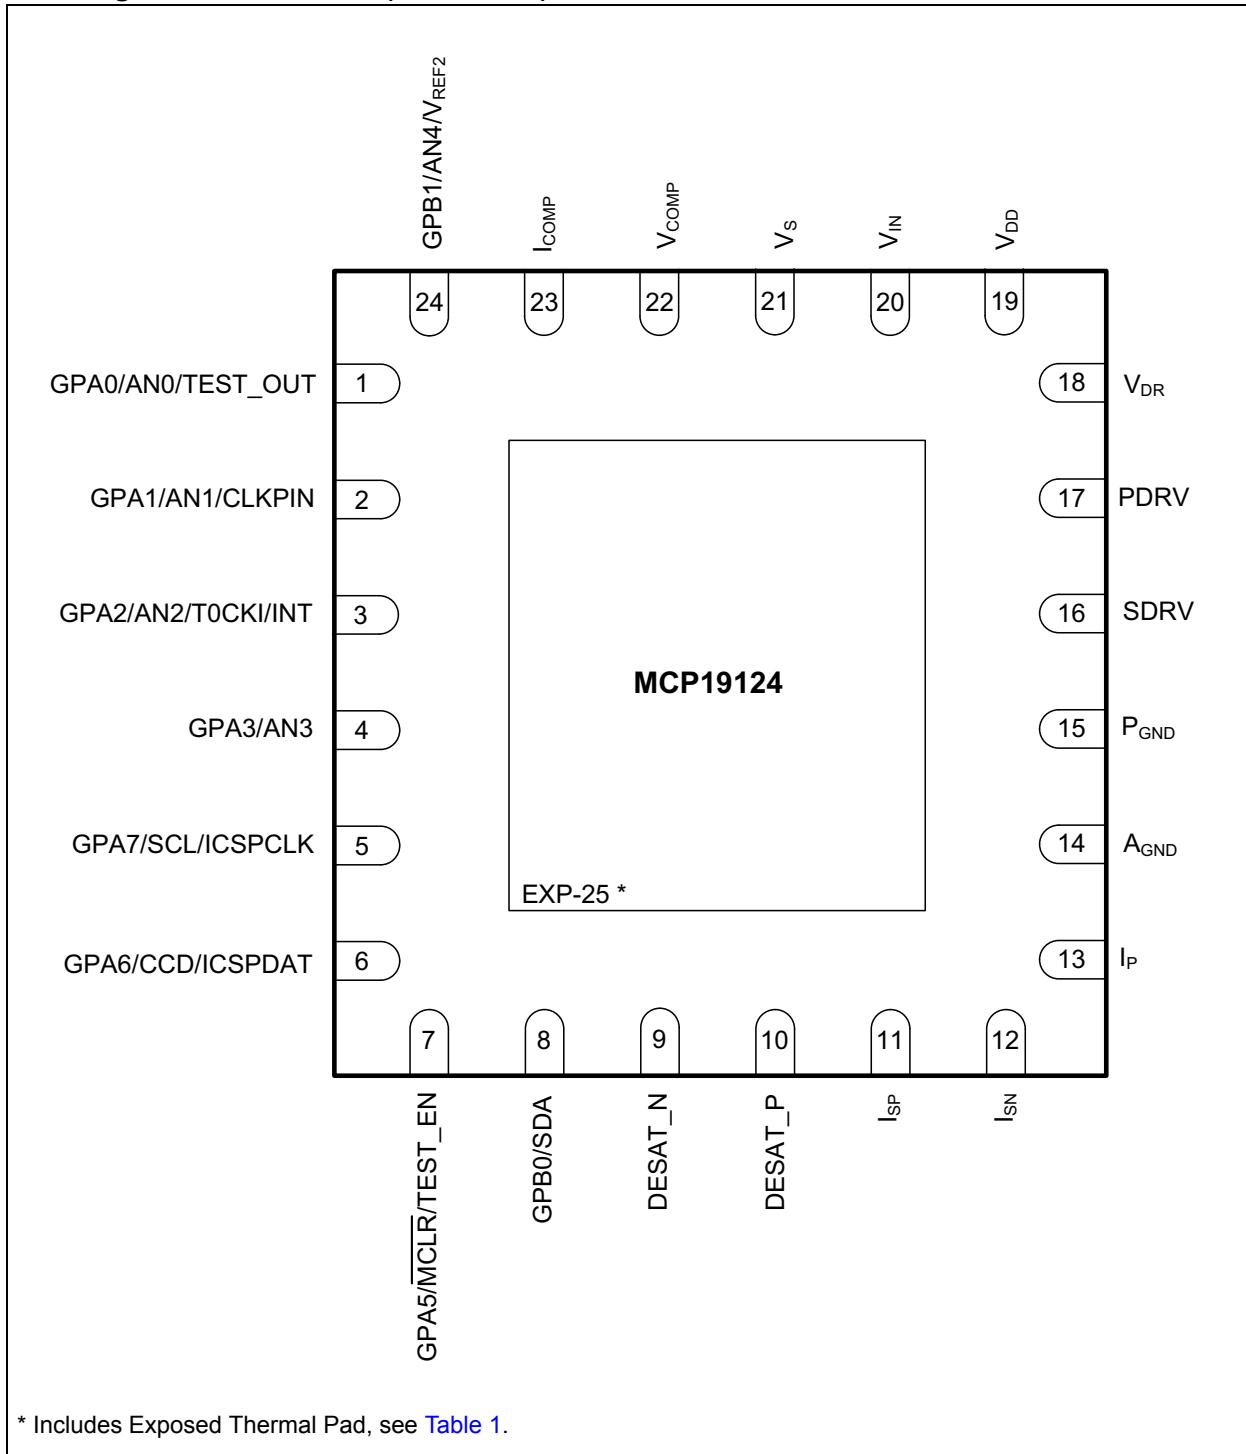 GPB1/AN4/VREF2
ICOMP
VCOMP
VS
VIN
VDD
24
23
22
21
20
19
GPA0/AN0/TEST_OUT 1
18 VDR
GPA1/AN1/CLKPIN 2
17 PDRV
GPA2/AN2/T0CKI/INT 3
16 SDRV
MCP19124
GPA3/AN3 4
15 PGND
GPA7/SCL/ICSPCLK 5
14 AGND
EXP-25 *
GPA6/CCD/ICSPDAT 6
13 IP
7
8
9
10
11
12
GPA5/MCLR/TEST_EN
GPB0/SDA
DESAT_N
DESAT_P
ISP
ISN
* Includes Exposed Thermal Pad, see Table 1.